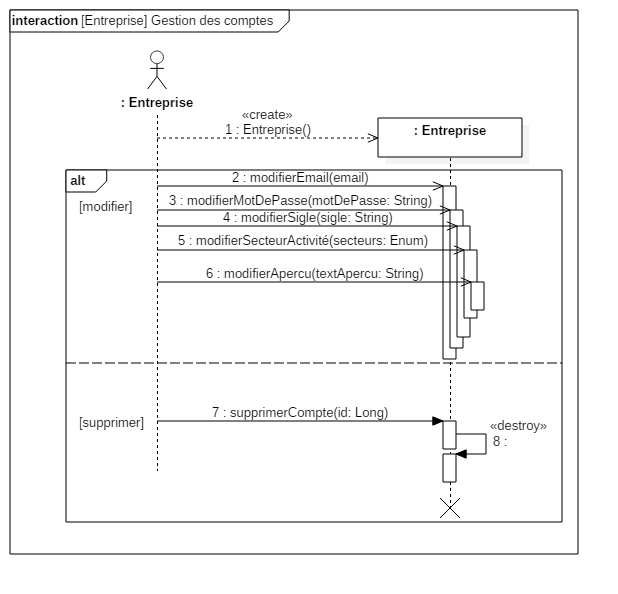 interaction [Entreprise] Gestion des comptes
: Entreprise
«create»
1 : Entreprise()
: Entreprise
alt
2 : modifierEmail(email)
[modifier]
3 : modifierMotDePasse(motDePasse: String)
4 : modifierSigle(sigle: String)
5 : modifierSecteurActivité(secteurs: Enum)
6 : modifierApercu(textApercu: String)
[supprimer]
7 : supprimerCompte(id: Long)
«destroy»
8 :